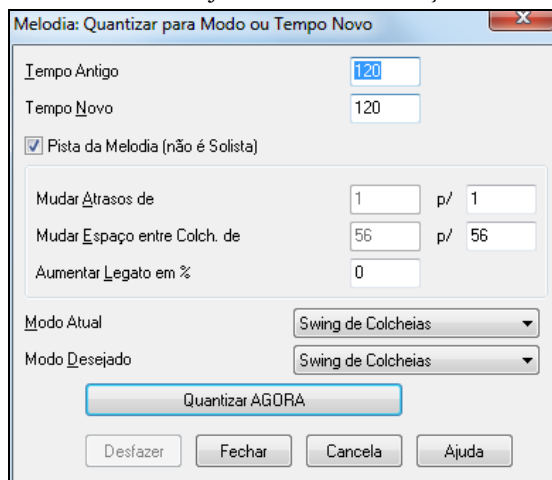 Melodia: Quantizar para Modo ou Tempo Novo
Tempo Antigo 120
Tempo Novo 120
Pista da Melodia (não é Solista)
Mudar Atrasos de 1 p/ 1
Mudar Espaço entre Colch. de 56 p/ 56
Aumentar Legato em % 0
Modo Atual Swing de Colcheias
Modo Desejado Swing de Colcheias
Quantizar AGORA
Desfazer Fechar Cancela Ajuda